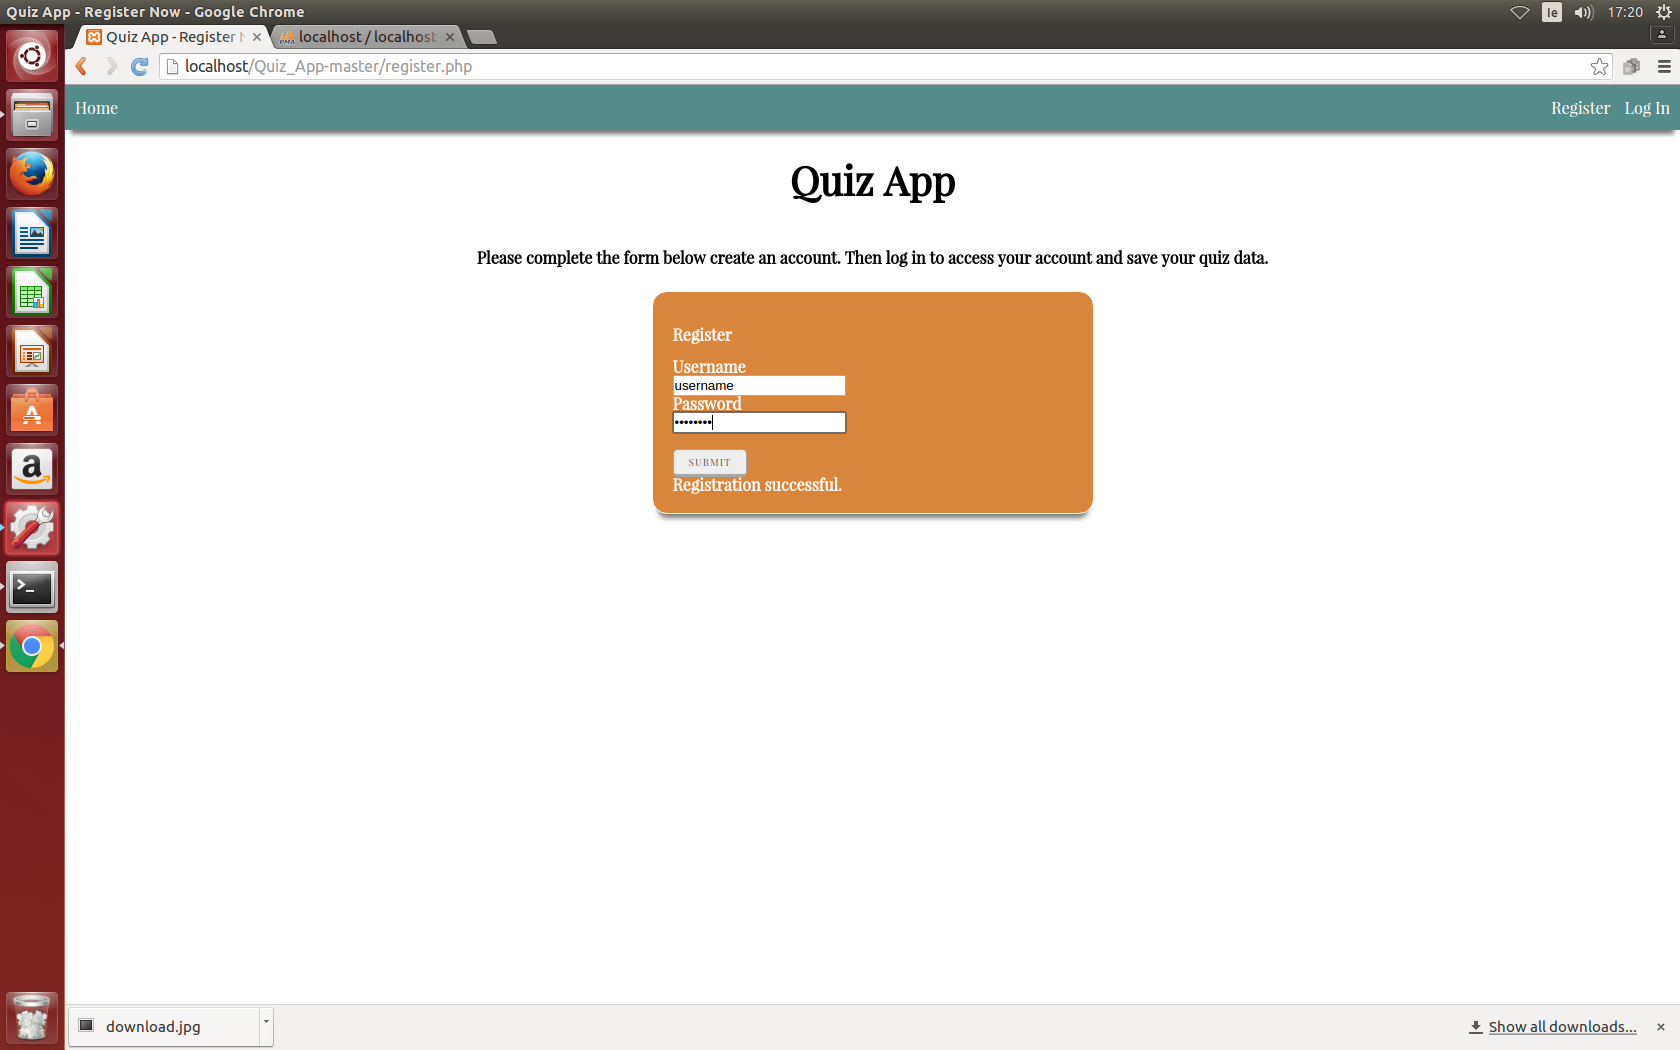 Quiz App - Register Now - Google Chrome
Ie
17:20
Quiz App - Register N
localhost / localhost
localhost/Quiz_App-master/register.php
Home
Register
Log In
Quiz App
Please complete the form below create an account. Then log in to access your account and save your quiz data.
Register
Username
username
Password
••••••••
SUBMIT
Registration successful.
download.jpg
Show all downloads...